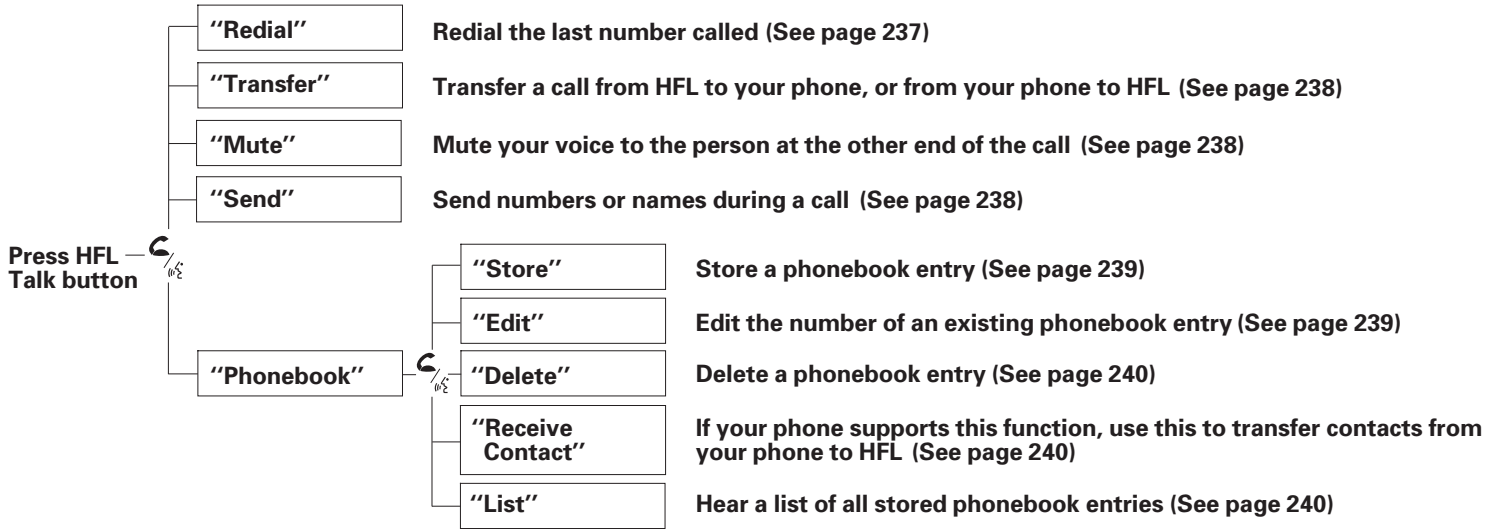 ‘‘Redial’’ Redial the last number called (See page 237)
‘‘Transfer’’ Transfer a call from HFL to your phone, or from your phone to HFL (See page 238)
‘‘Mute’’ Mute your voice to the person at the other end of the call (See page 238)
‘‘Send’’ Send numbers or names during a call (See page 238)
Press HFL
Talk button
‘‘Phonebook’’
‘‘Store’’ Store a phonebook entry (See page 239)
‘‘Edit’’ Edit the number of an existing phonebook entry (See page 239)
‘‘Delete’’ Delete a phonebook entry (See page 240)
‘‘Receive
Contact’’
If your phone supports this function, use this to transfer contacts from
your phone to HFL (See page 240)
‘‘List’’ Hear a list of all stored phonebook entries (See page 240)